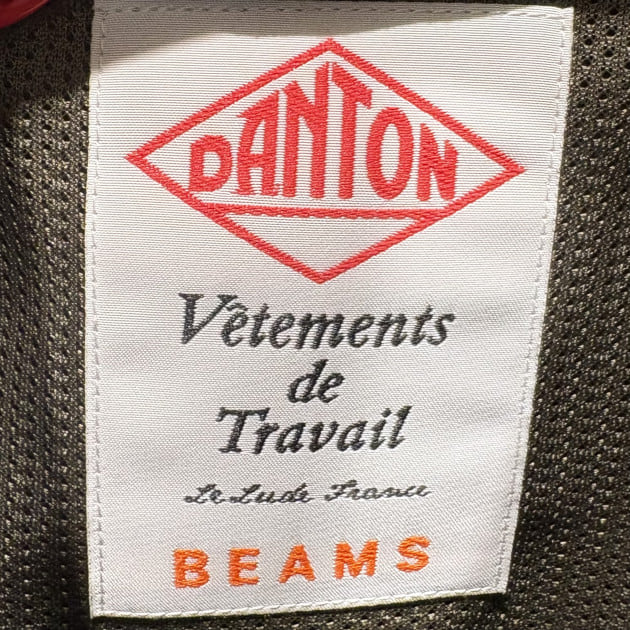 DANTON
Vêtements
de
Travail
Le Lude France
BEAMS